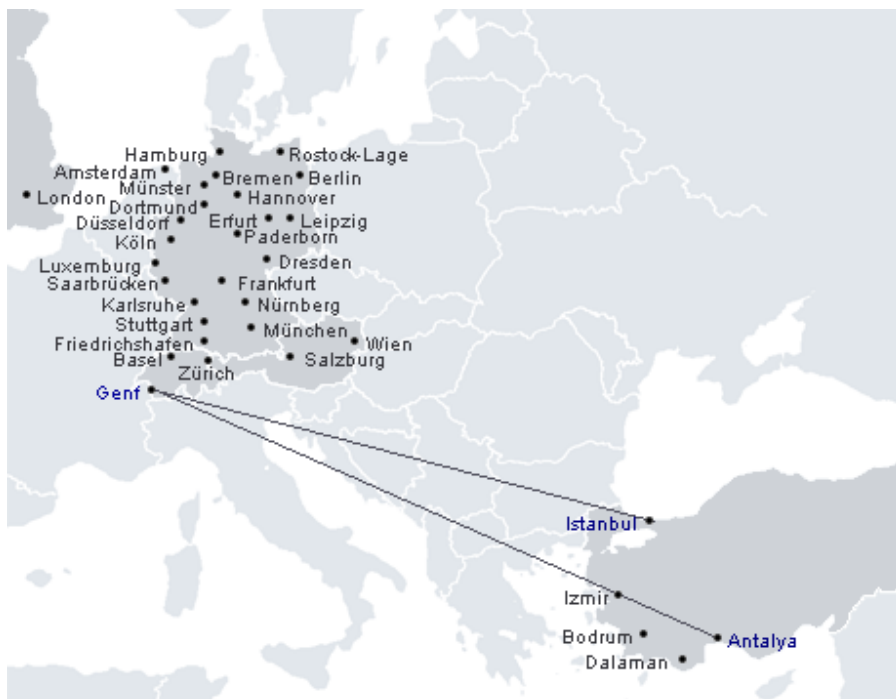 Hamburg
Rostock-Lage
Amsterdam
Bremen
Berlin
Münster
London
Hannover
Dortmund
Düsseldorf
Erfurt
Leipzig
Köln
Paderborn
Luxemburg
Dresden
Saarbrücken
Frankfurt
Karlsruhe
Nürnberg
Stuttgart
München
Friedrichshafen
Wien
Basel
Zürich
Salzburg
Genf
Istanbul
Izmir
Bodrum
Antalya
Dalaman